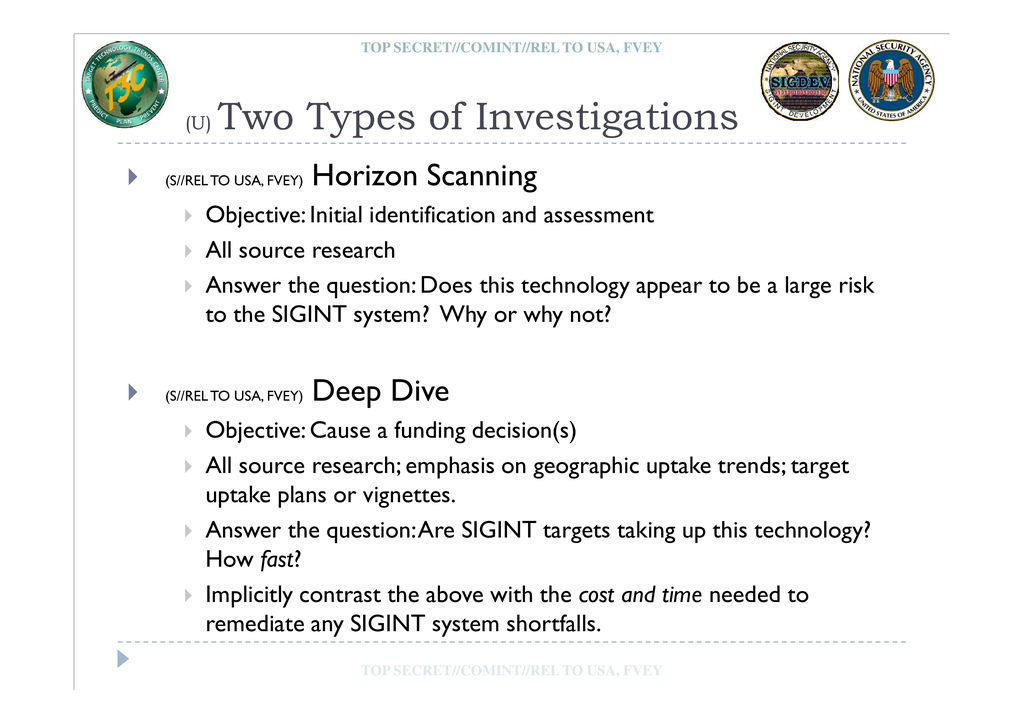 TOP SECRET//COMINT//REL TO USA, FVEY
TARGET TECHNOLOGY TRENDS CENTER
T3C
PREDICT PLAN PREVENT
NATIONAL SECURITY AGENCY
SIGDEV
SIGINT DEVELOPMENT
NATIONAL SECURITY AGENCY
UNITED STATES OF AMERICA
(U) Two Types of Investigations
(S//REL TO USA, FVEY) Horizon Scanning
Objective: Initial identification and assessment
All source research
Answer the question: Does this technology appear to be a large risk
to the SIGINT system? Why or why not?
(S//REL TO USA, FVEY) Deep Dive
Objective: Cause a funding decision(s)
All source research; emphasis on geographic uptake trends; target
uptake plans or vignettes.
Answer the question: Are SIGINT targets taking up this technology?
How fast?
Implicitly contrast the above with the cost and time needed to
remediate any SIGINT system shortfalls.
TOP SECRET//COMINT//REL TO USA, FVEY